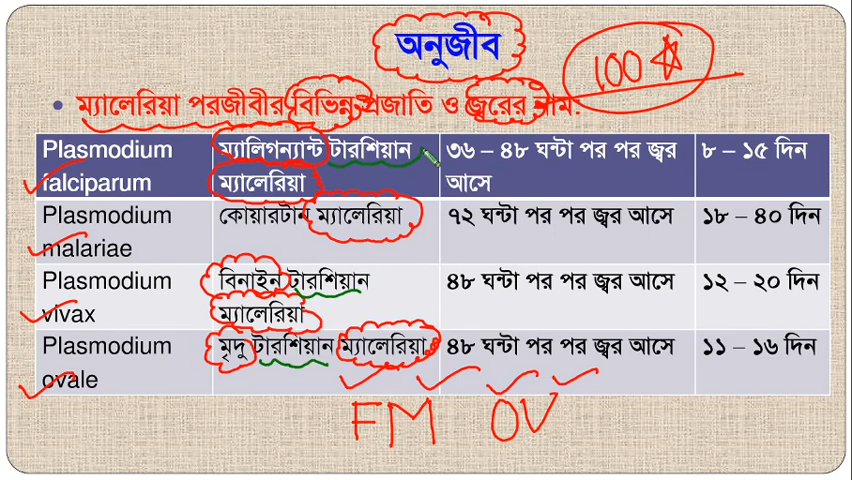 অনুজীব
100 %
• ম্যালেরিয়া পরজীবীর বিভিন্ন প্রজাতি ও জ্বরের নাম:
Plasmodium falciparum ম্যালিগন্যান্ট টারশিয়ান ম্যালেরিয়া ৩৬ – ৪৮ ঘন্টা পর পর জ্বর আসে ৮ – ১৫ দিন
Plasmodium malariae কোয়ারটান ম্যালেরিয়া ৭২ ঘন্টা পর পর জ্বর আসে ১৮ – ৪০ দিন
Plasmodium vivax বিনাইন টারশিয়ান ম্যালেরিয়া ৪৮ ঘন্টা পর পর জ্বর আসে ১২ – ২০ দিন
Plasmodium ovale মৃদু টারশিয়ান ম্যালেরিয়া ৪৮ ঘন্টা পর পর জ্বর আসে ১১ – ১৬ দিন
FM OV